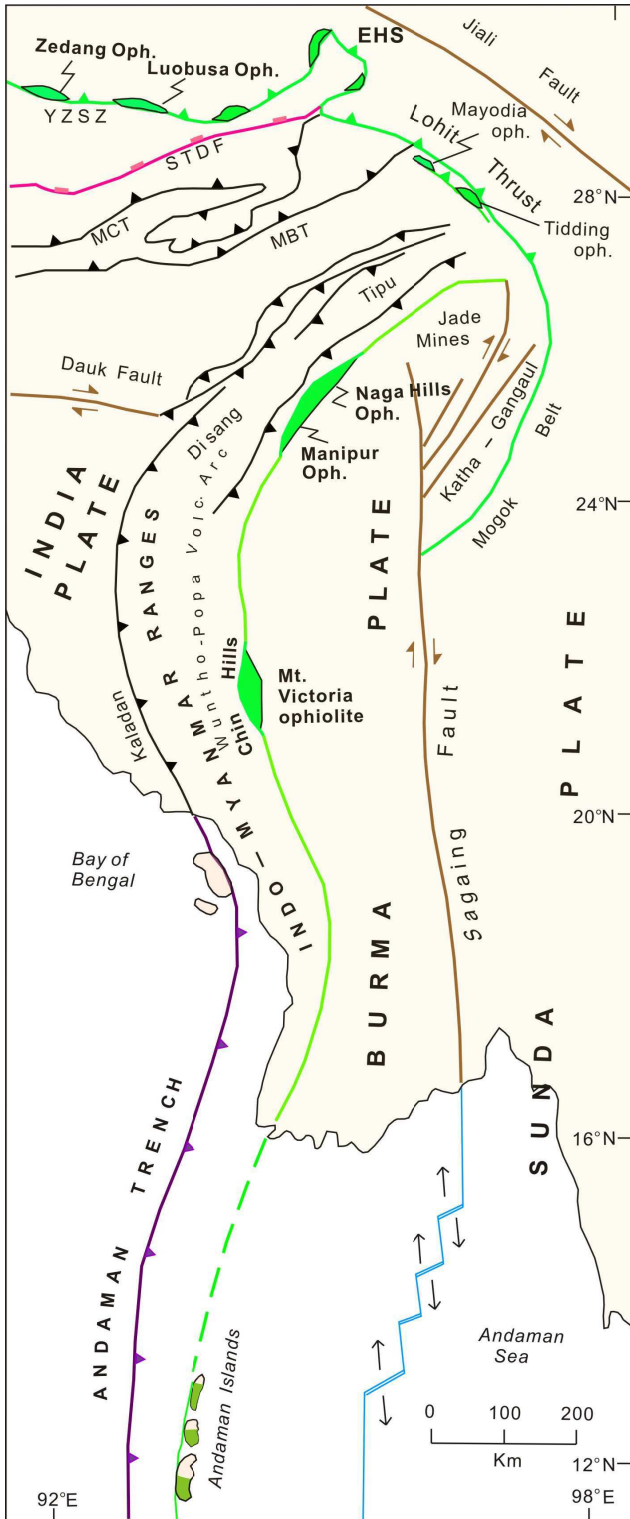 EHS
Jiali
Fault
Zedang Oph.
Luobusa Oph.
YZSZ
Mayodia
oph.
Lohit
Thrust
STDF
28°N
MCT
MBT
Tidding
oph.
Tipu
Jade
Mines
Dauk Fault
Naga Hills
Oph.
Katha – Gangaul
Belt
Disang
Manipur
Oph.
INDIA
PLATE
24°N
Mogok
PLATE
INDO–MYANMAR RANGES
Wuntho-Popa Volc. Arc
Chin Hills
Mt.
Victoria
ophiolite
Kaladan
Sagaing Fault
PLATE
20°N
Bay of
Bengal
BURMA
SUNDA
16°N
ANDAMAN TRENCH
Andaman
Sea
Andaman Islands
0 100 200
Km
12°N
92°E
98°E